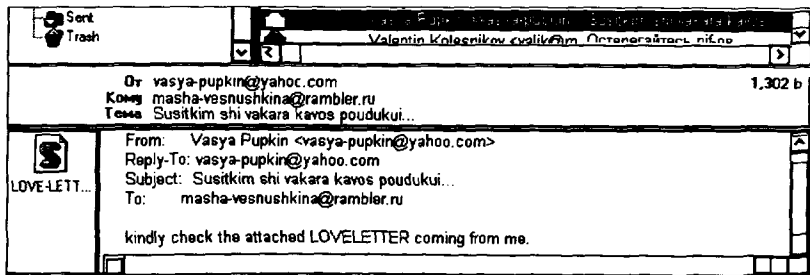 Sent
Trash
Valentin Kolesnikov <valik@m Остерегайтесь
От vasya-pupkin@yahoo.com 1,302 b
Кому masha-vesnushkina@rambler.ru
Тема Susitkim shi vakara kavos poudukui...
From: Vasya Pupkin <vasya-pupkin@yahoo.com>
Reply-To: vasya-pupkin@yahoo.com
Subject: Susitkim shi vakara kavos poudukui...
To: masha-vesnushkina@rambler.ru
LOVE-LETT...
kindly check the attached LOVELETTER coming from me.